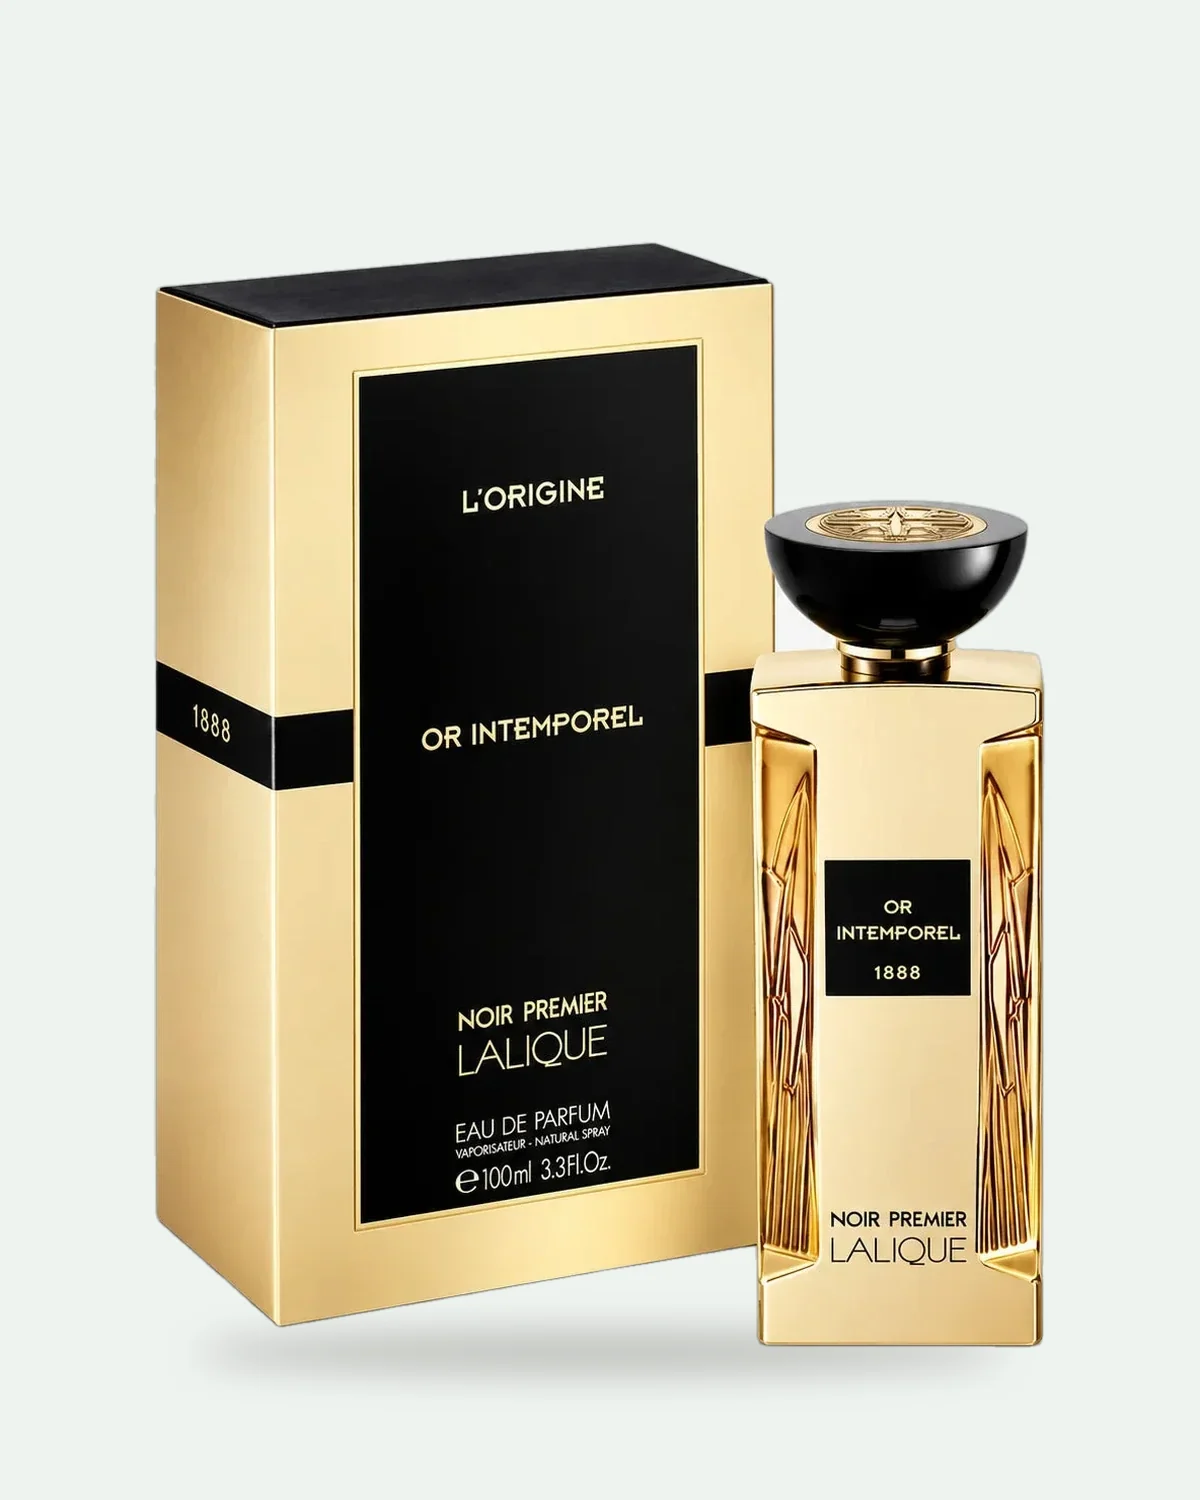 L'ORIGINE
1888
OR INTEMPOREL
NOIR PREMIER
LALIQUE
EAU DE PARFUM
VAPORISATEUR - NATURAL SPRAY
℮100ml 3.3Fl.Oz.
OR
INTEMPOREL
1888
NOIR PREMIER
LALIQUE